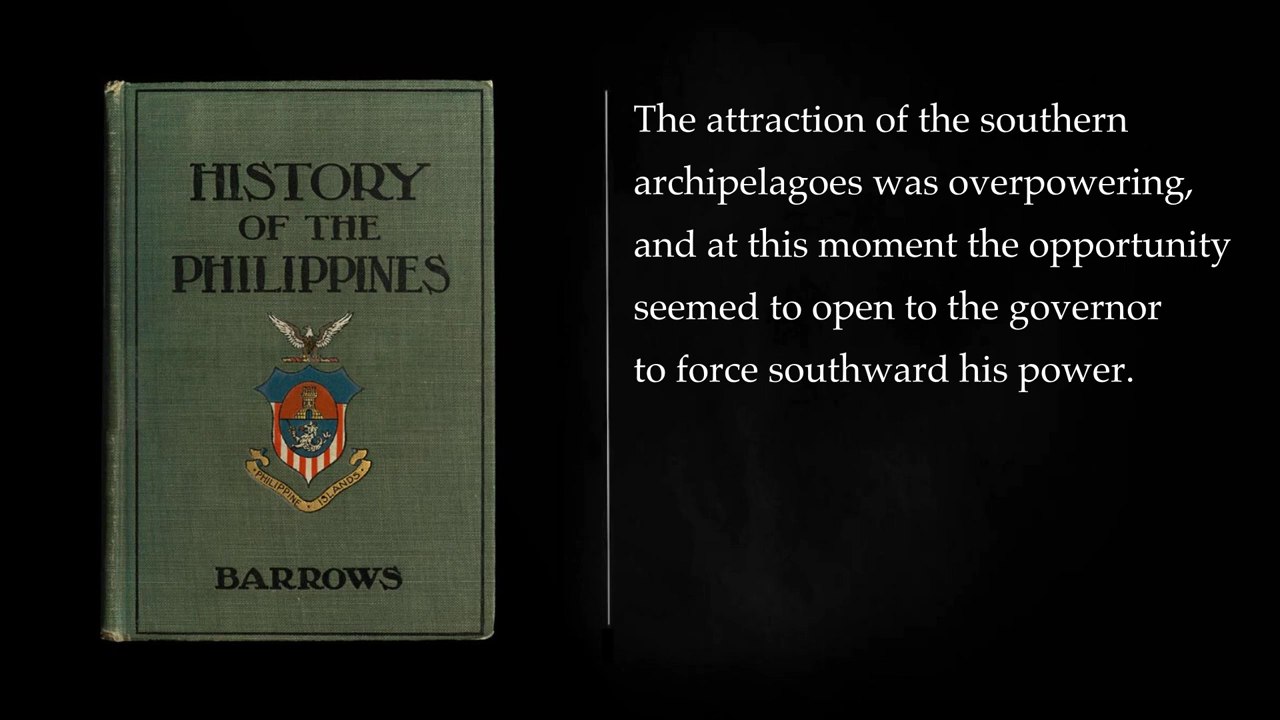 HISTORY
OF THE
PHILIPPINES
PHILIPPINE ISLANDS
BARROWS
The attraction of the southern
archipelagoes was overpowering,
and at this moment the opportunity
seemed to open to the governor
to force southward his power.